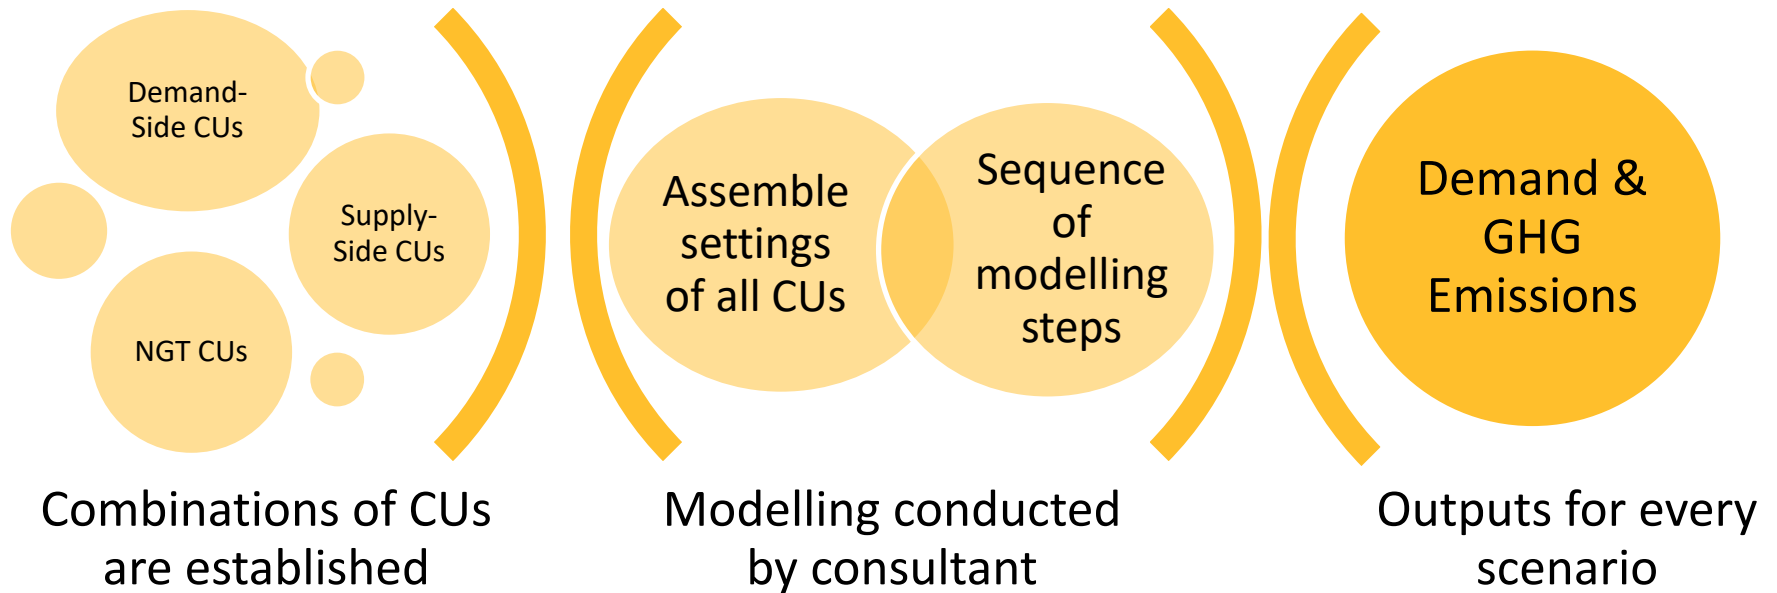 Demand-
Side CUs
Supply-
Side CUs
NGT CUs
Combinations of CUs
are established
Assemble
settings
of all CUs
Sequence
of
modelling
steps
Modelling conducted
by consultant
Demand &
GHG
Emissions
Outputs for every
scenario